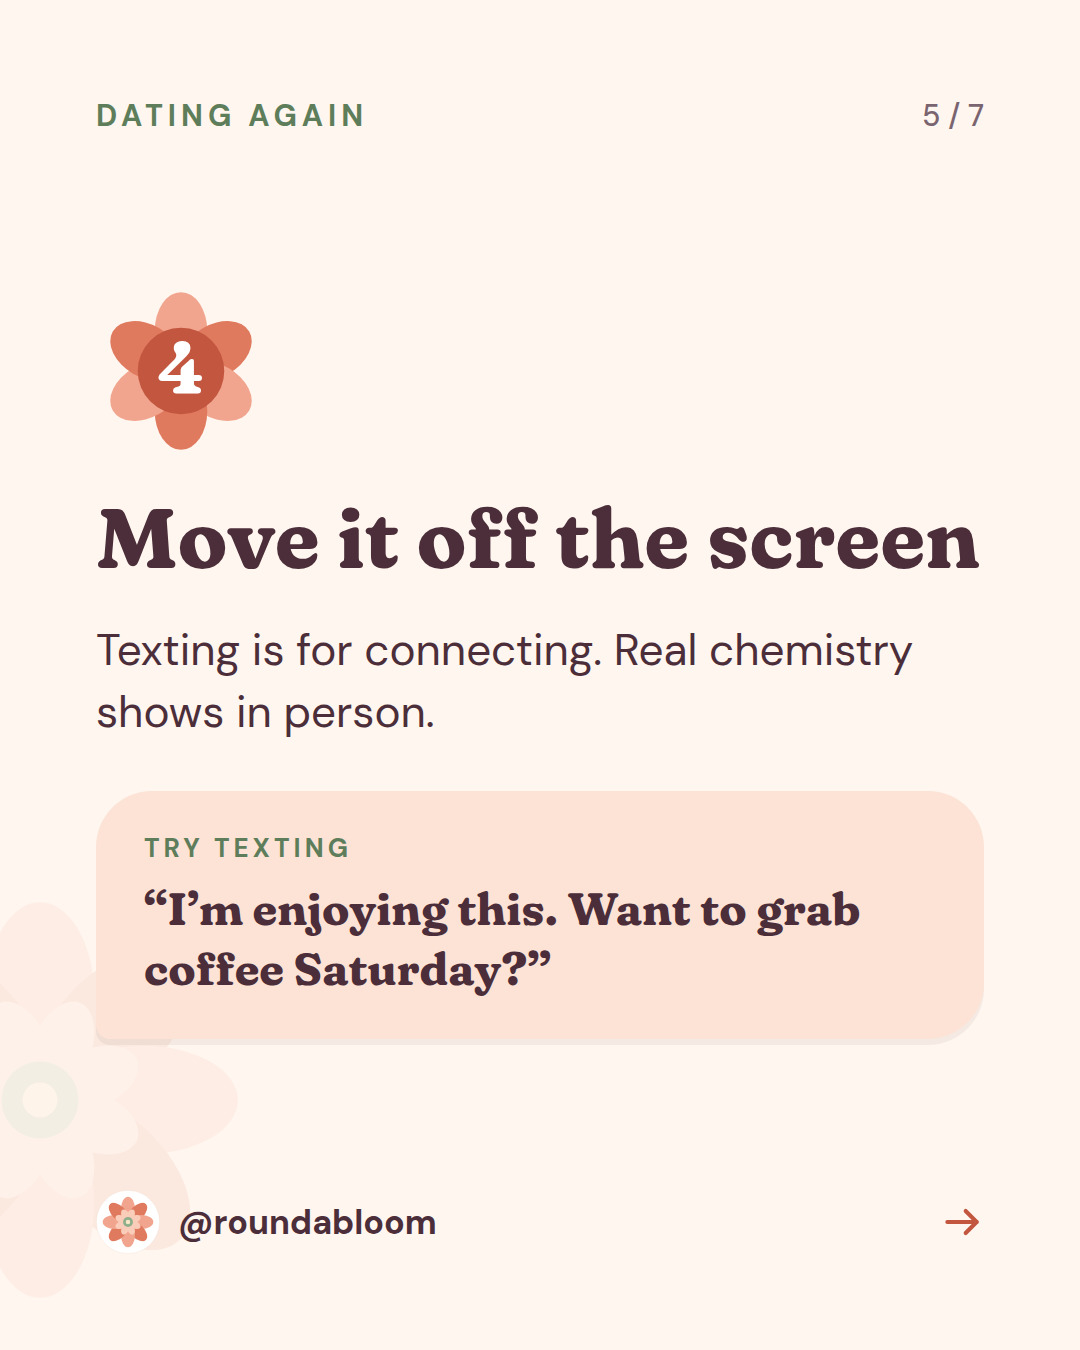 DATING AGAIN
5 / 7
4
Move it off the screen
Texting is for connecting. Real chemistry
shows in person.
TRY TEXTING
“I’m enjoying this. Want to grab
coffee Saturday?”
@roundabloom